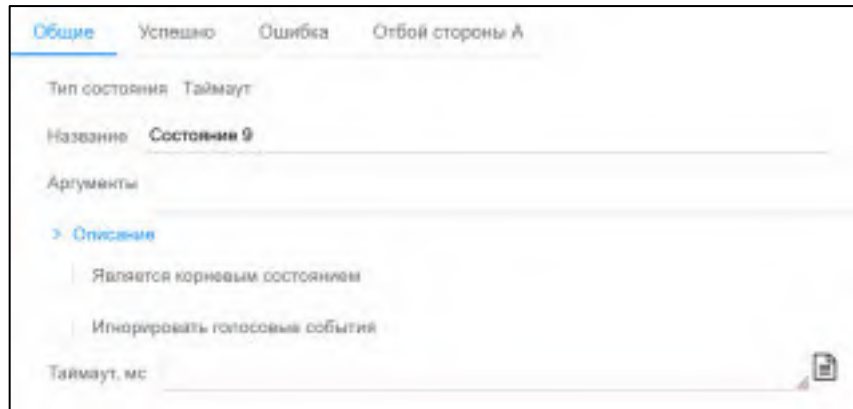 Общие Успешно Ошибка Отбой стороны А
Тип состояния Таймаут
Название Состояние 9
Аргументы
> Описание
Является корневым состоянием
Игнорировать голосовые события
Таймаут, мс